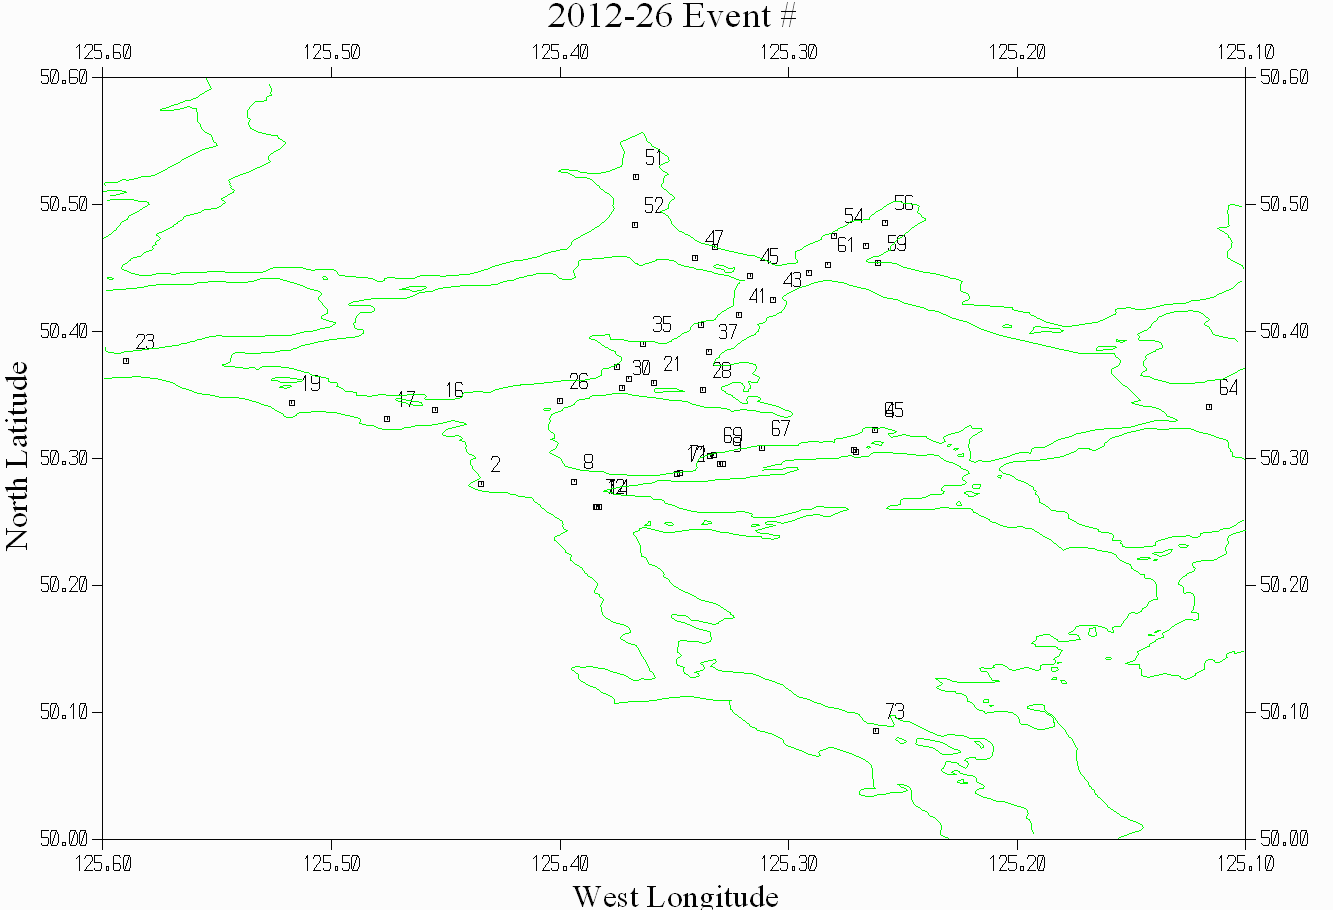 2012-26 Event #
125.60 125.50 125.40 125.30 125.20 125.10
50.60 50.60
51
50.50 52 54 56 50.50
47 45 61 59
41 43
50.40 23 35 37 50.40
19 17 16 26 30 21 28 64
67 69 9
50.30 2 8 50.30
50.20 50.20
50.10 73 50.10
50.00 50.00
125.60 125.50 125.40 125.30 125.20 125.10
West Longitude
North Latitude